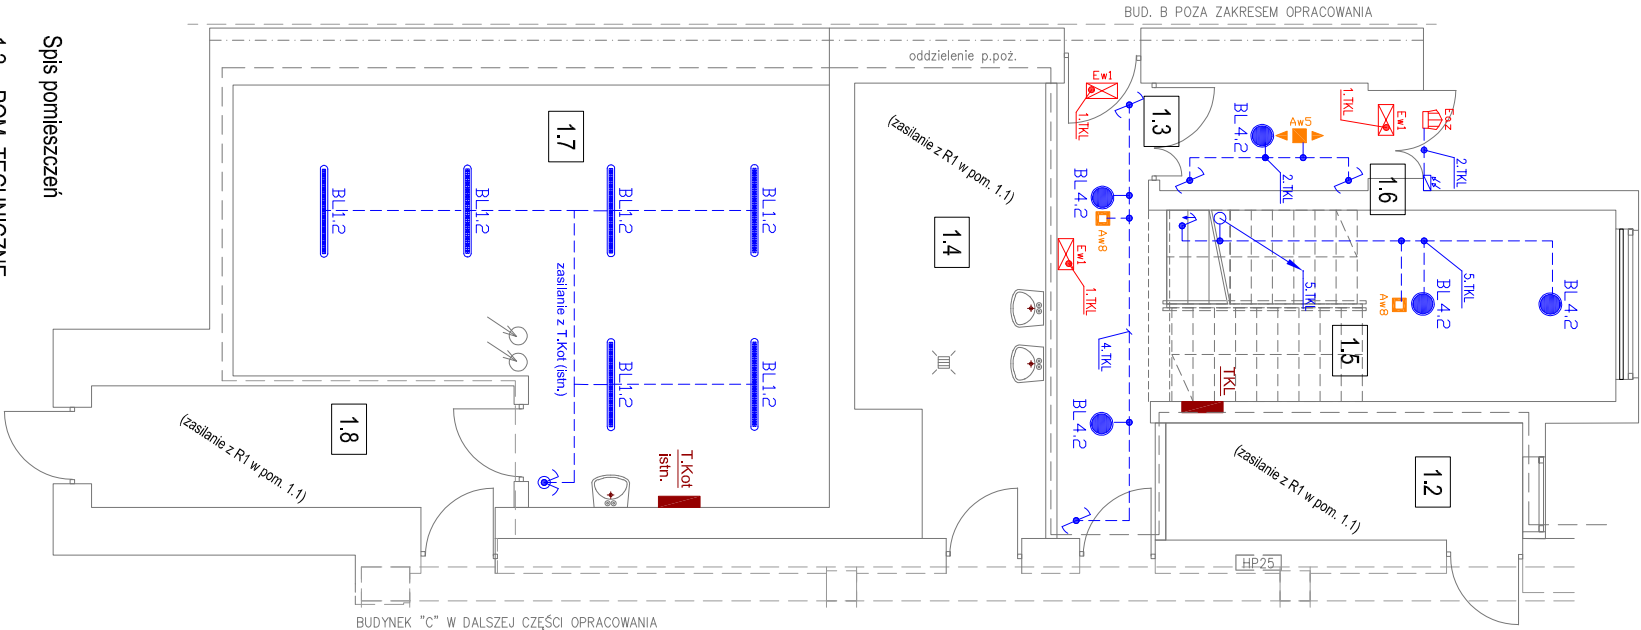 BUD. B POZA ZAKRESEM OPRACOWANIA
oddzielenie p.poż.
Spis pomieszczeń
1.7
BL1.2
BL1.2
BL1.2
BL1.2
BL1.2
BL1.2
zasilanie z T.Kot (istn.)
T.Kot
istn.
1.8
(zasilanie z R1 w pom. 1.1)
1.4
(zasilanie z R1 w pom. 1.1)
Ew1
1.TKL
1.3
BL4.2
Aw8
Ew1
1.TKL
4.TKL
BL4.2
BL4.2
Aw5
2.TKL
1.TKL
Ew1
2.TKL
1.6
5.TKL
5.TKL
Aw8
BL4.2
BL4.2
1.5
TKL
1.2
(zasilanie z R1 w pom. 1.1)
HP25
BUDYNEK "C" W DALSZEJ CZĘŚCI OPRACOWANIA